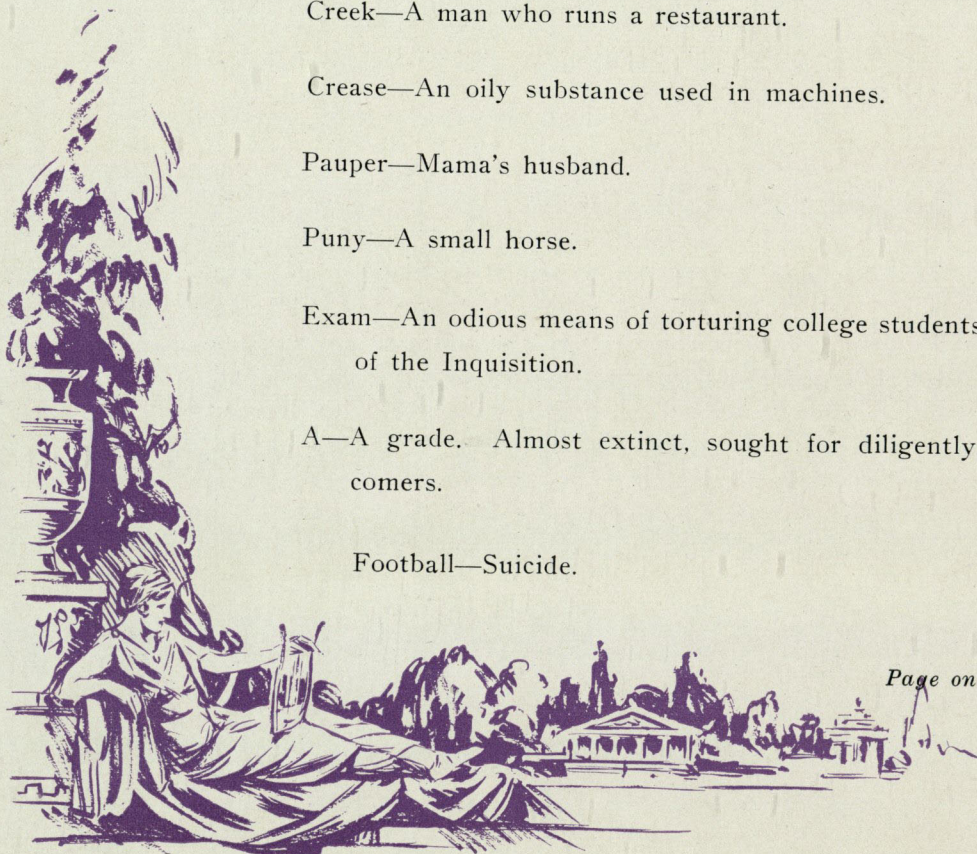 Creek—A man who runs a restaurant.
Crease—An oily substance used in machines.
Pauper—Mama's husband.
Puny—A small horse.
Exam—An odious means of torturing college students
of the Inquisition.
A—A grade. Almost extinct, sought for diligently
comers.
Football—Suicide.
Page on